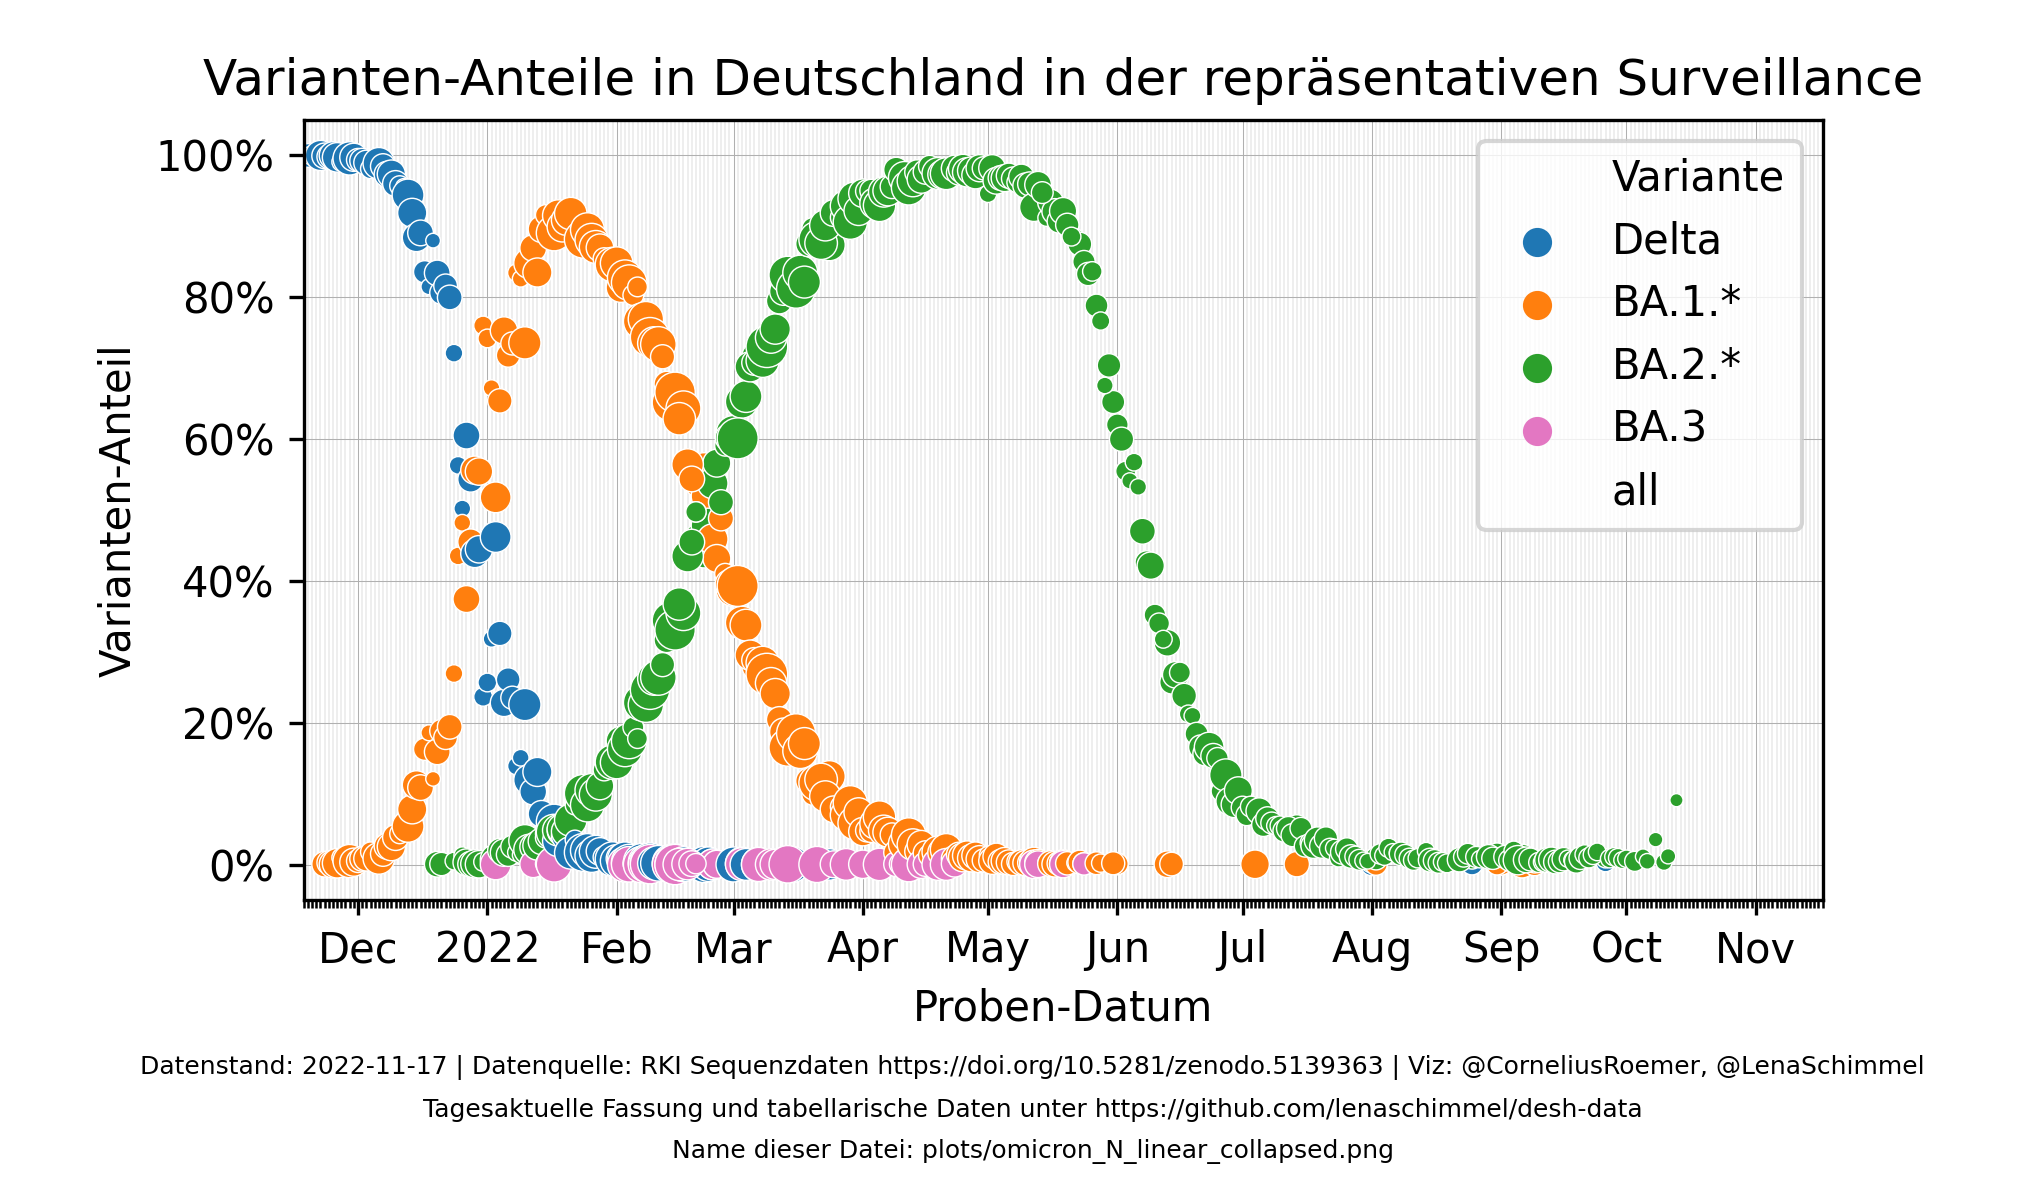 Varianten-Anteile in Deutschland in der repräsentativen Surveillance
Varianten-Anteil
100%
80%
60%
40%
20%
0%
Variante
Delta
BA.1.*
BA.2.*
BA.3
all
Dec 2022 Feb Mar Apr May Jun Jul Aug Sep Oct Nov
Proben-Datum
Datenstand: 2022-11-17 | Datenquelle: RKI Sequenzdaten https://doi.org/10.5281/zenodo.5139363 | Viz: @CorneliusRoemer, @LenaSchimmel
Tagesaktuelle Fassung und tabellarische Daten unter https://github.com/lenaschimmel/desh-data
Name dieser Datei: plots/omicron_N_linear_collapsed.png